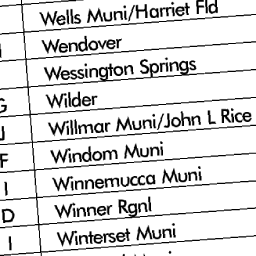 Wells Muni/Harriet Fld
Wendover
Wessington Springs
G Wilder
J Willmar Muni/John L Rice
F Windom Muni
I Winnemucca Muni
D Winner Rgnl
I Winterset Muni